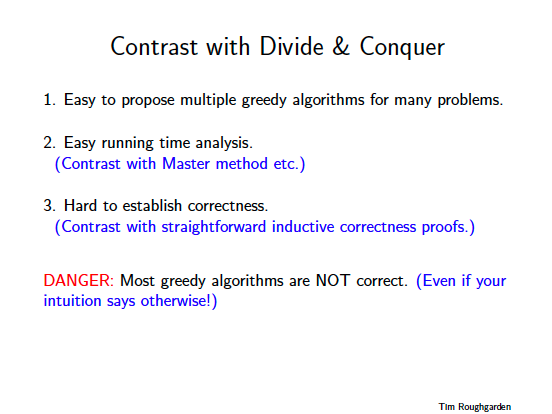 Contrast with Divide & Conquer
1. Easy to propose multiple greedy algorithms for many problems.
2. Easy running time analysis.
(Contrast with Master method etc.)
3. Hard to establish correctness.
(Contrast with straightforward inductive correctness proofs.)
DANGER: Most greedy algorithms are NOT correct. (Even if your
intuition says otherwise!)
Tim Roughgarden